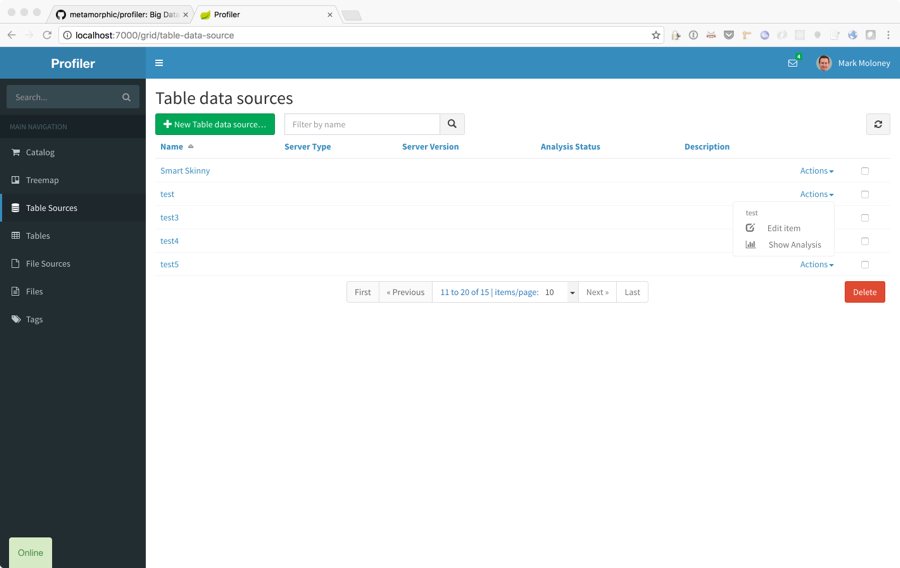 metamorphic/profiler: Big Data
Profiler
localhost:7000/grid/table-data-source
Profiler
4
Mark Moloney
Search...
MAIN NAVIGATION
Catalog
Treemap
Table Sources
Tables
File Sources
Files
Tags
Online
Table data sources
New Table data source...
Filter by name
Name Server Type Server Version Analysis Status Description
Smart Skinny Actions
test Actions
test3
test4
test5 Actions
test
Edit item
Show Analysis
First « Previous 11 to 20 of 15 | items/page: 10 Next » Last
Delete